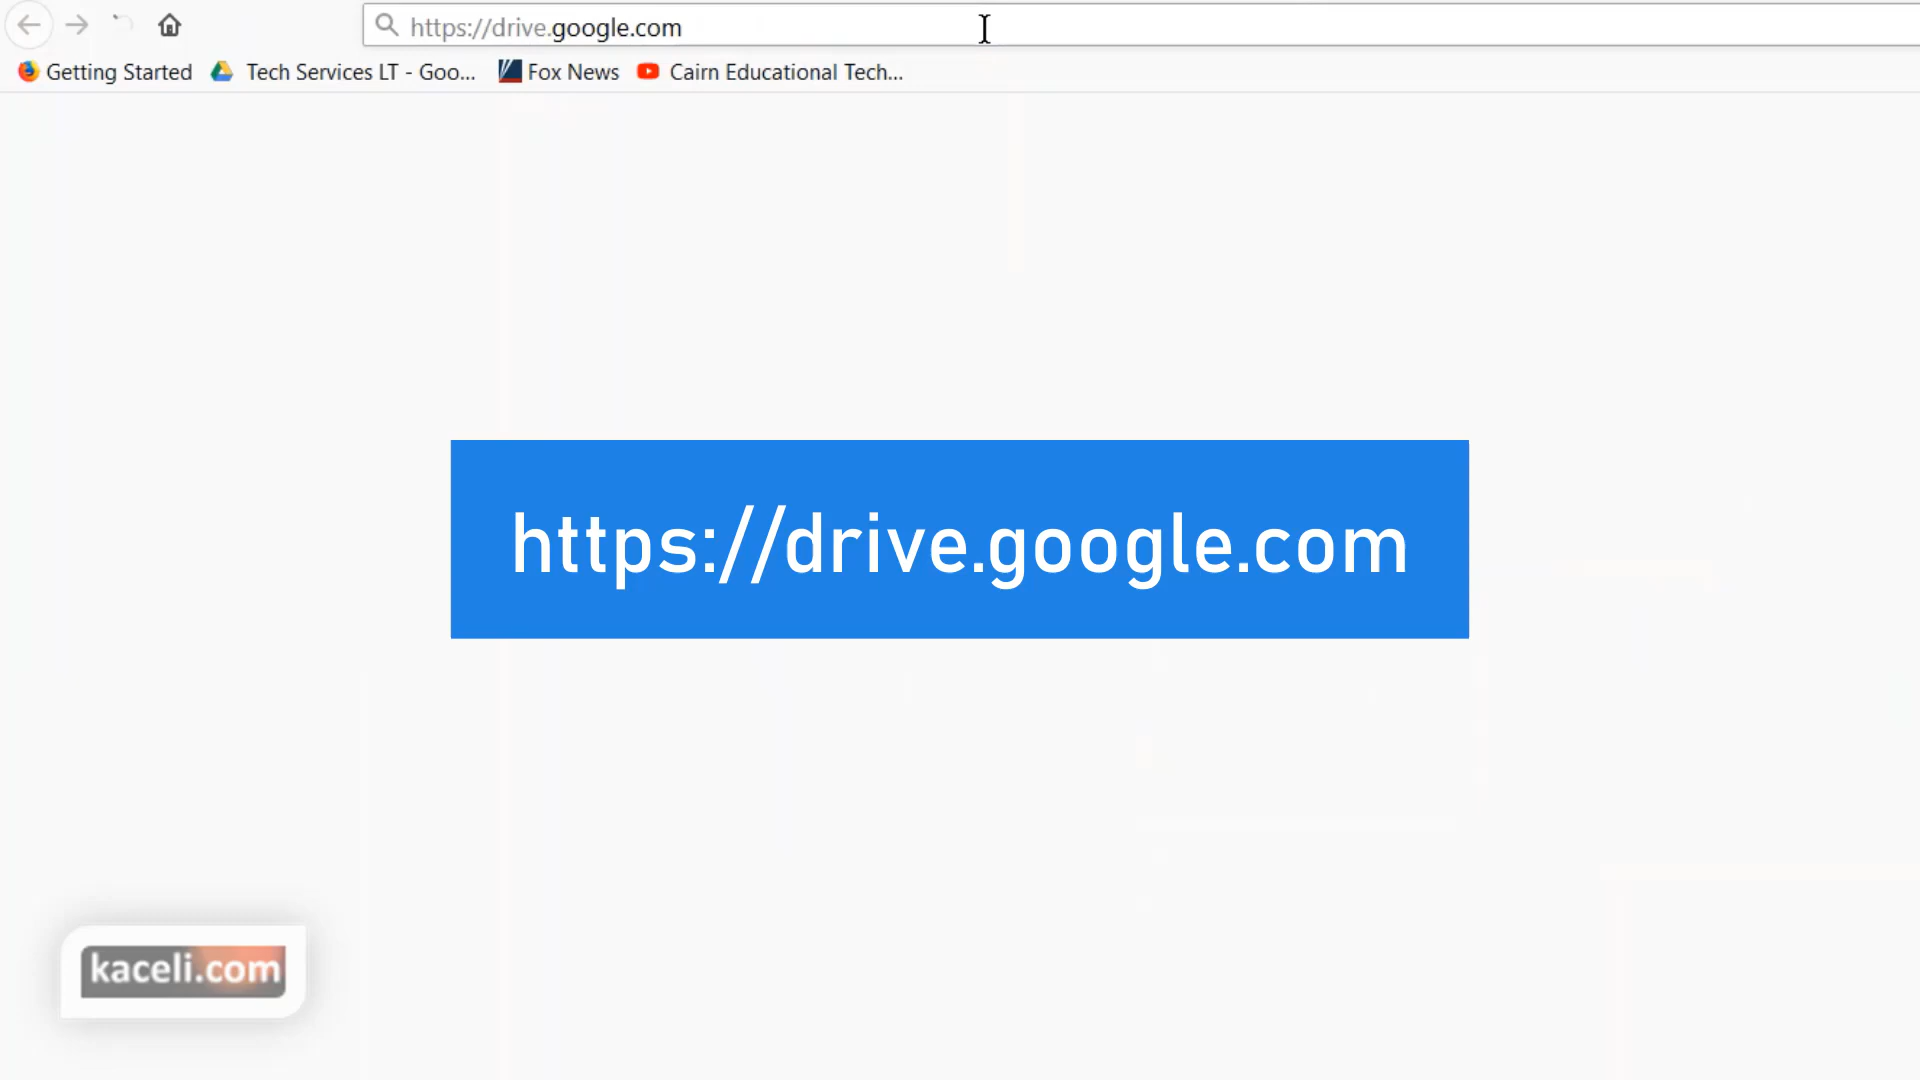 https://drive.google.com
Getting Started Tech Services LT - Goo... Fox News Cairn Educational Tech...
https://drive.google.com
kaceli.com